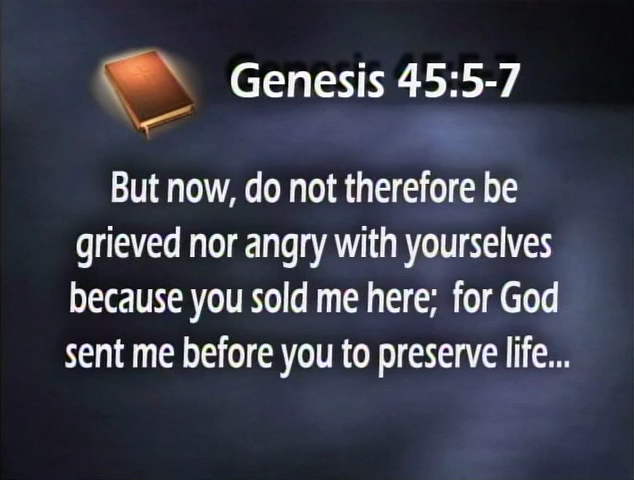 Genesis 45:5-7
But now, do not therefore be
grieved nor angry with yourselves
because you sold me here;  for God
sent me before you to preserve life...